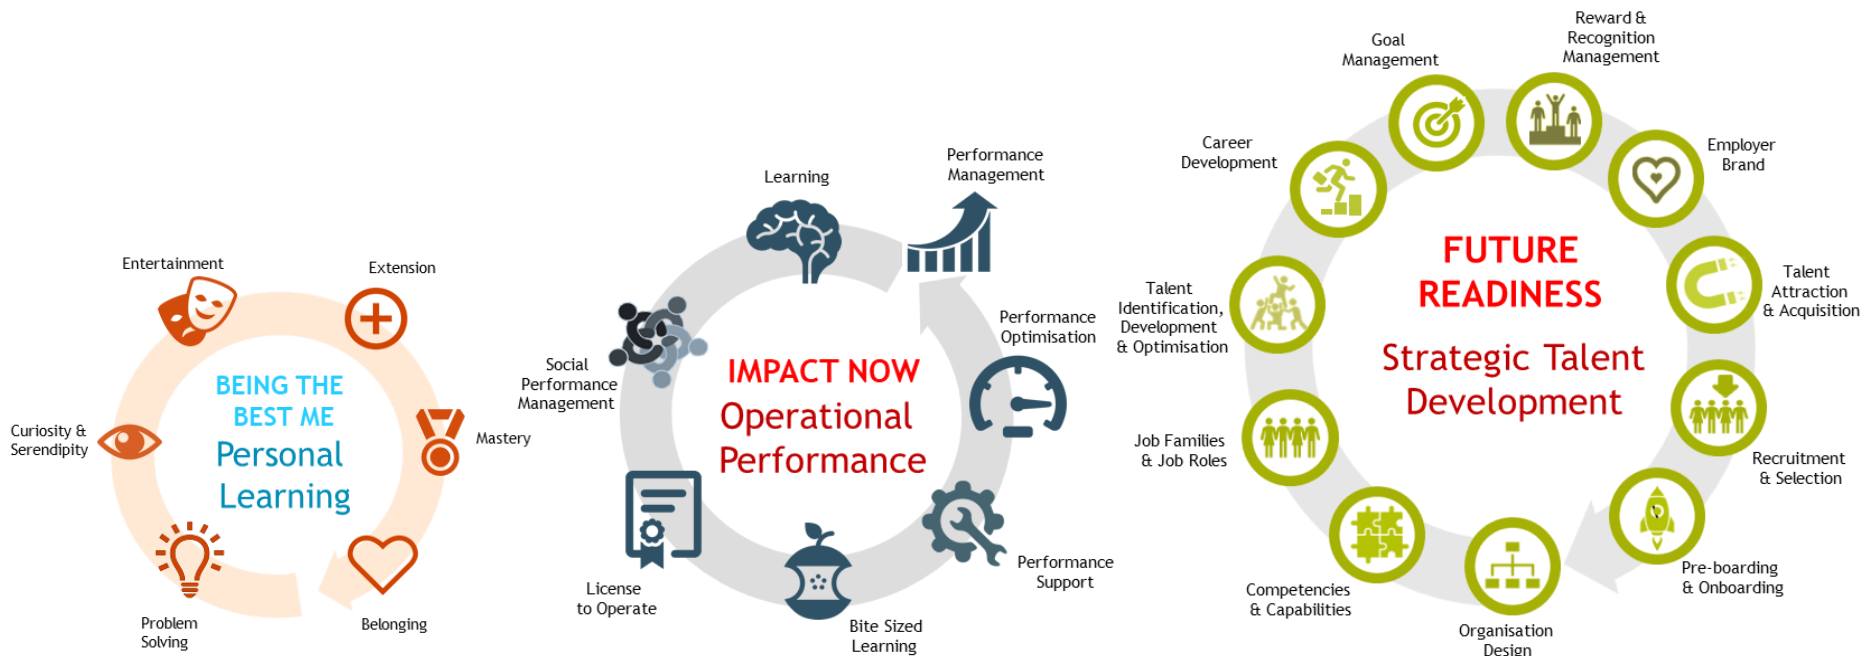 Entertainment
Extension
Curiosity &
Serendipity
BEING THE
BEST ME
Personal
Learning
Mastery
Problem
Solving
Belonging
Learning
Performance
Management
Social
Performance
Management
IMPACT NOW
Operational
Performance
Performance
Optimisation
License
to Operate
Bite Sized
Learning
Performance
Support
Goal
Management
Reward &
Recognition
Management
Career
Development
Employer
Brand
Talent
Identification,
Development
& Optimisation
FUTURE
READINESS
Strategic Talent
Development
Talent
Attraction
& Acquisition
Job Families
& Job Roles
Recruitment
& Selection
Competencies
& Capabilities
Organisation
Design
Pre-boarding
& Onboarding